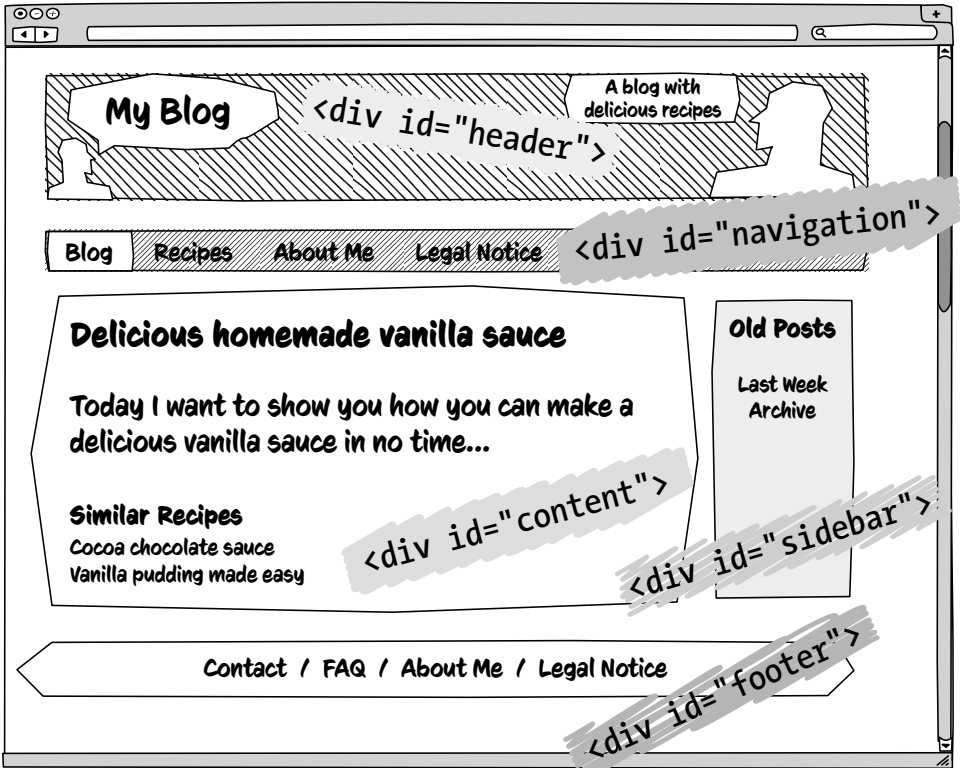 My Blog
<div id="header">
A blog with
delicious recipes
Blog Recipes About Me Legal Notice
<div id="navigation">
Delicious homemade vanilla sauce
Today I want to show you how you can make a
delicious vanilla sauce in no time...
Similar Recipes
Cocoa chocolate sauce
Vanilla pudding made easy
<div id="content">
Old Posts
Last Week
Archive
<div id="sidebar">
Contact / FAQ / About Me / Legal Notice
<div id="footer">